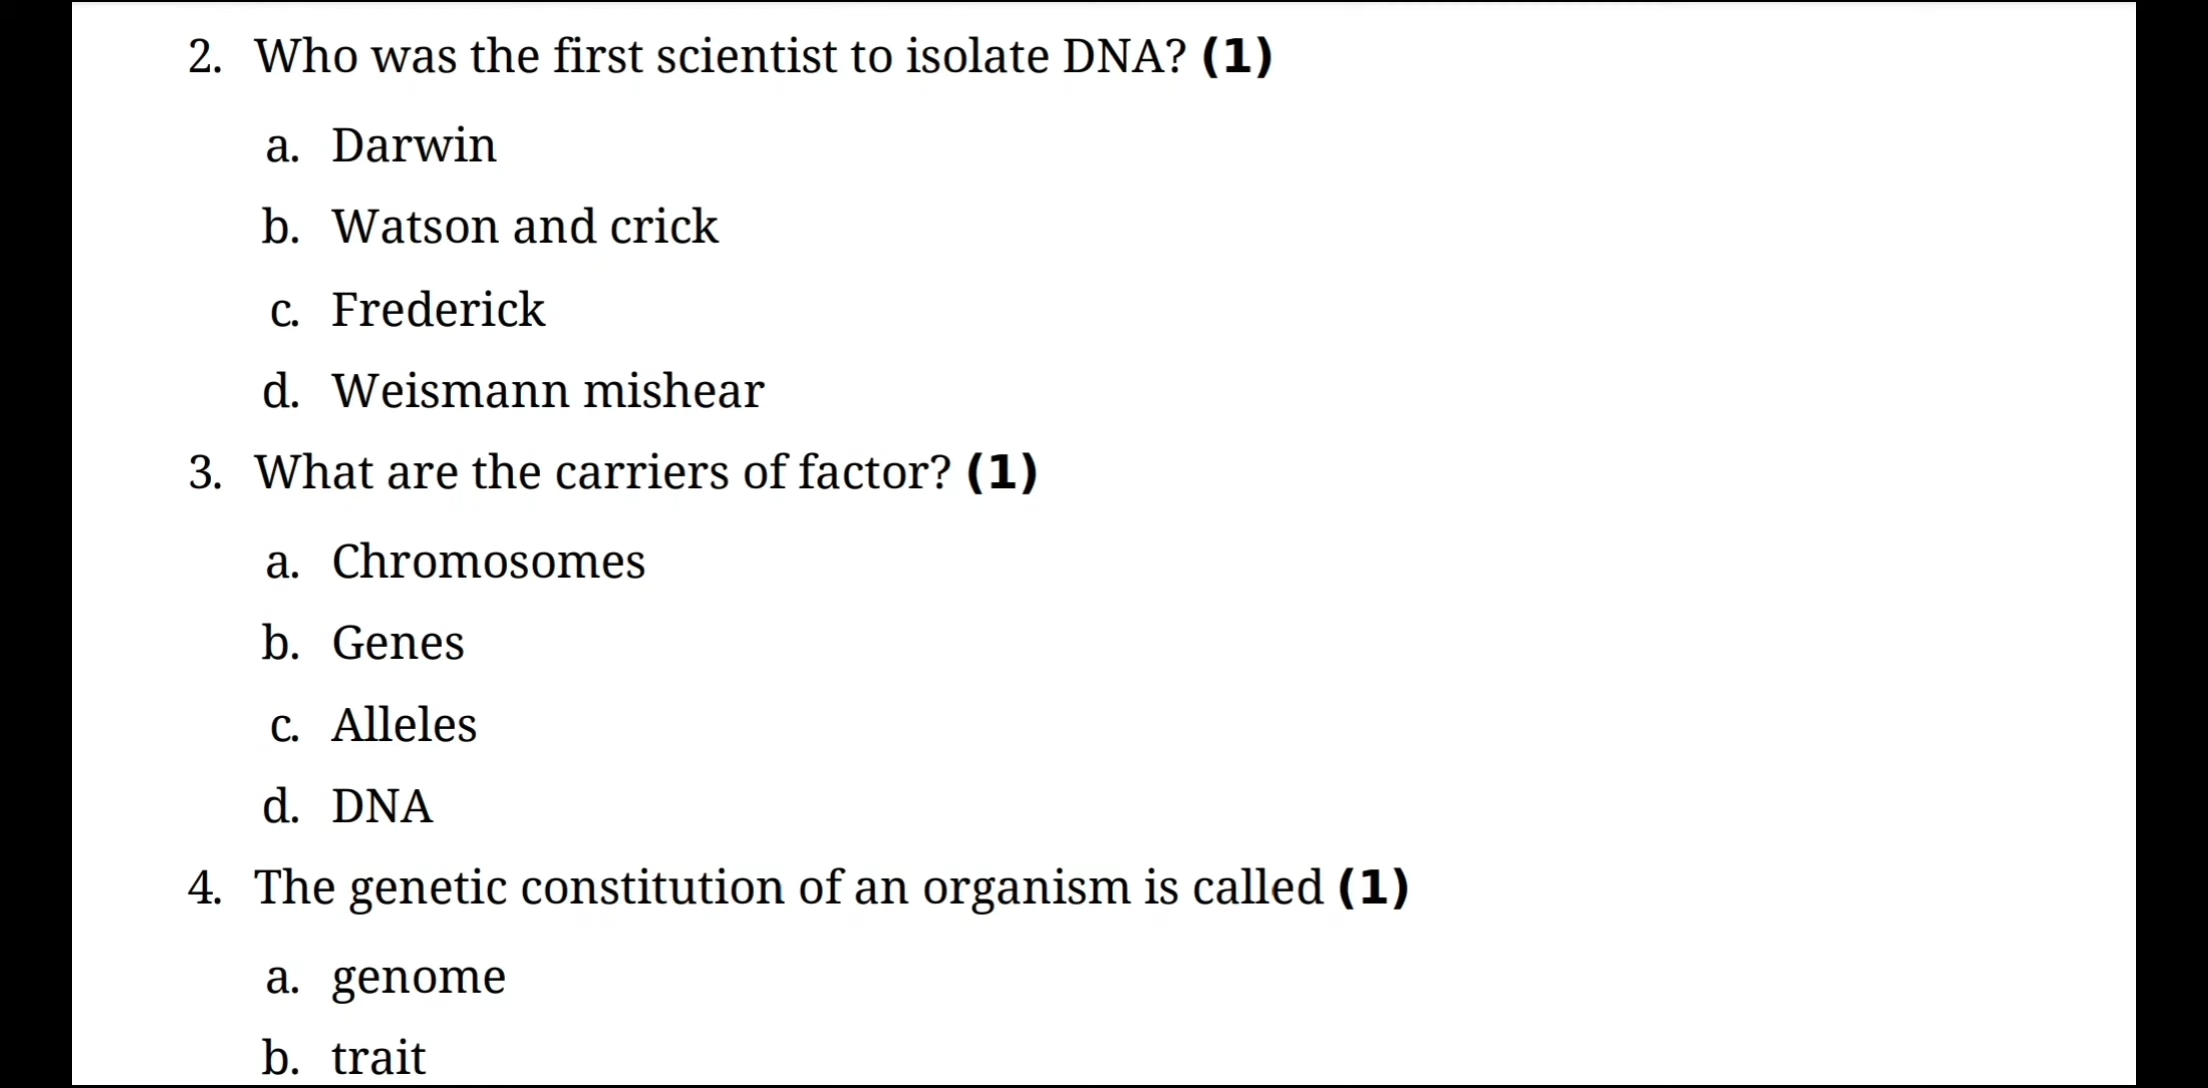 2. Who was the first scientist to isolate DNA? (1)
a. Darwin
b. Watson and crick
c. Frederick
d. Weismann mishear
3. What are the carriers of factor? (1)
a. Chromosomes
b. Genes
c. Alleles
d. DNA
4. The genetic constitution of an organism is called (1)
a. genome
b. trait